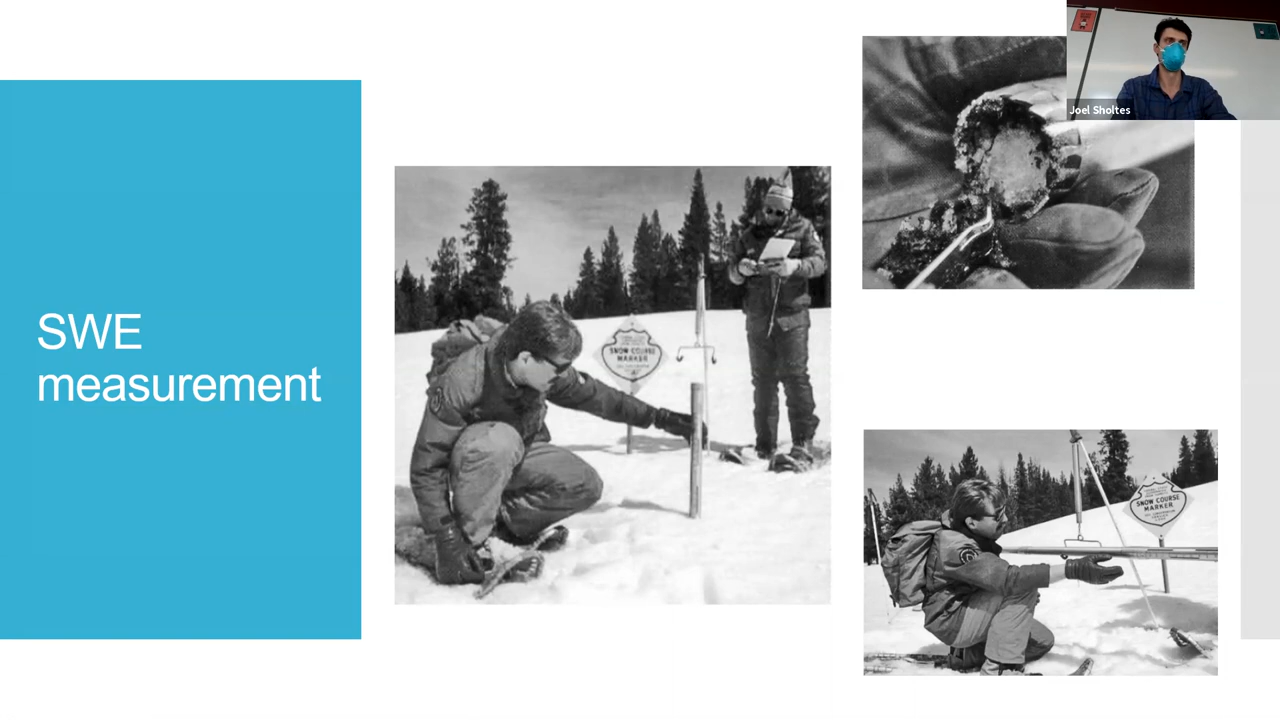 SWE
measurement
SNOW COURSE
MARKER
SNOW COURSE
MARKER
Joel Sholtes